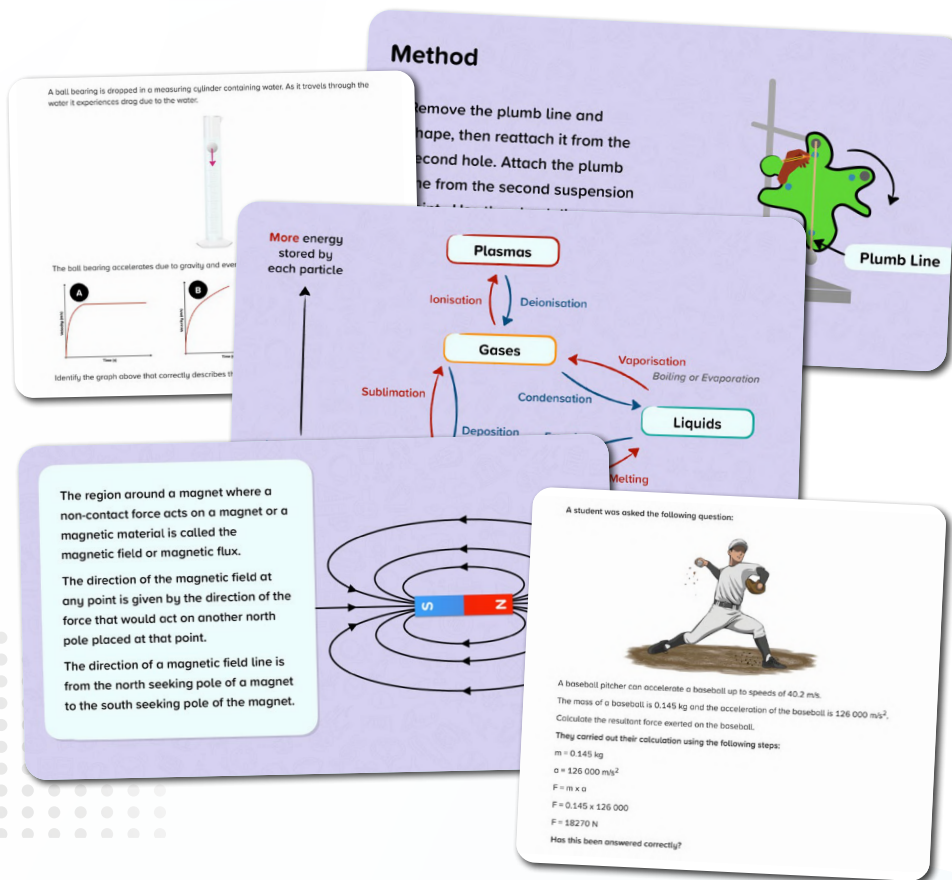 Method
Remove the plumb line and
shape, then reattach it from the
second hole. Attach the plumb
line from the second suspension
Plumb Line
A ball bearing is dropped in a measuring cylinder containing water. As it travels through the
water it experiences drag due to the water.
The ball bearing accelerates due to gravity and
A
B
Velocity (m/s)
Time (s)
Velocity (m/s)
Time
Identify the graph above that correctly describes
More energy
stored by
each particle
Plasmas
Ionisation
Deionisation
Gases
Vaporisation
Boiling or Evaporation
Sublimation
Condensation
Liquids
Deposition
Melting
The region around a magnet where a
non-contact force acts on a magnet or a
magnetic material is called the
magnetic field or magnetic flux.
The direction of the magnetic field at
any point is given by the direction of the
force that would act on another north
pole placed at that point.
The direction of a magnetic field line is
from the north seeking pole of a magnet
to the south seeking pole of the magnet.
S
N
A student was asked the following question:
A baseball pitcher can accelerate a baseball up to speeds of 40.2 m/s.
The mass of a baseball is 0.145 kg and the acceleration of the baseball is 126 000 m/s².
Calculate the resultant force exerted on the baseball.
They carried out their calculation using the following steps:
m = 0.145 kg
a = 126 000 m/s²
F = m x a
F = 0.145 x 126 000
F = 18270 N
Has this been answered correctly?